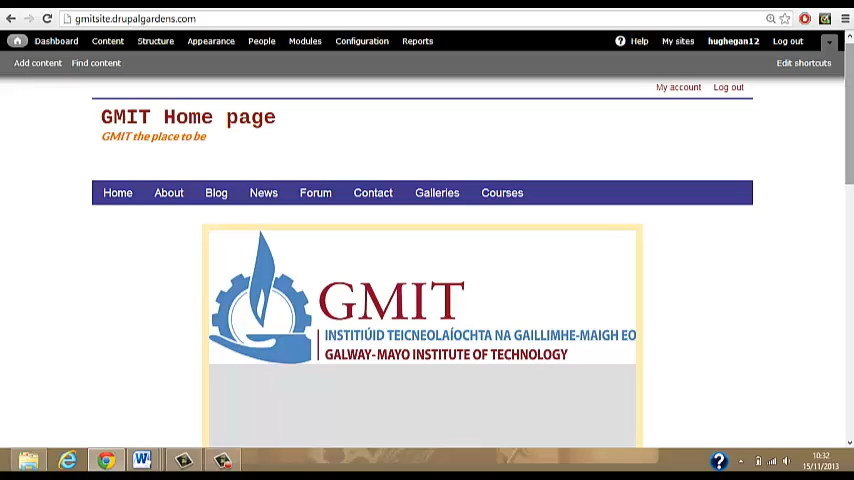 gmitsite.drupalgardens.com
Dashboard Content Structure Appearance People Modules Configuration Reports Help My sites hughegan12 Log out
Add content Find content Edit shortcuts
My account Log out
GMIT Home page
GMIT the place to be
Home About Blog News Forum Contact Galleries Courses
GMIT
INSTITIÚID TEICNEOLAÍOCHTA NA GAILLIMHE-MAIGH EO
GALWAY-MAYO INSTITUTE OF TECHNOLOGY
10:32
15/11/2013